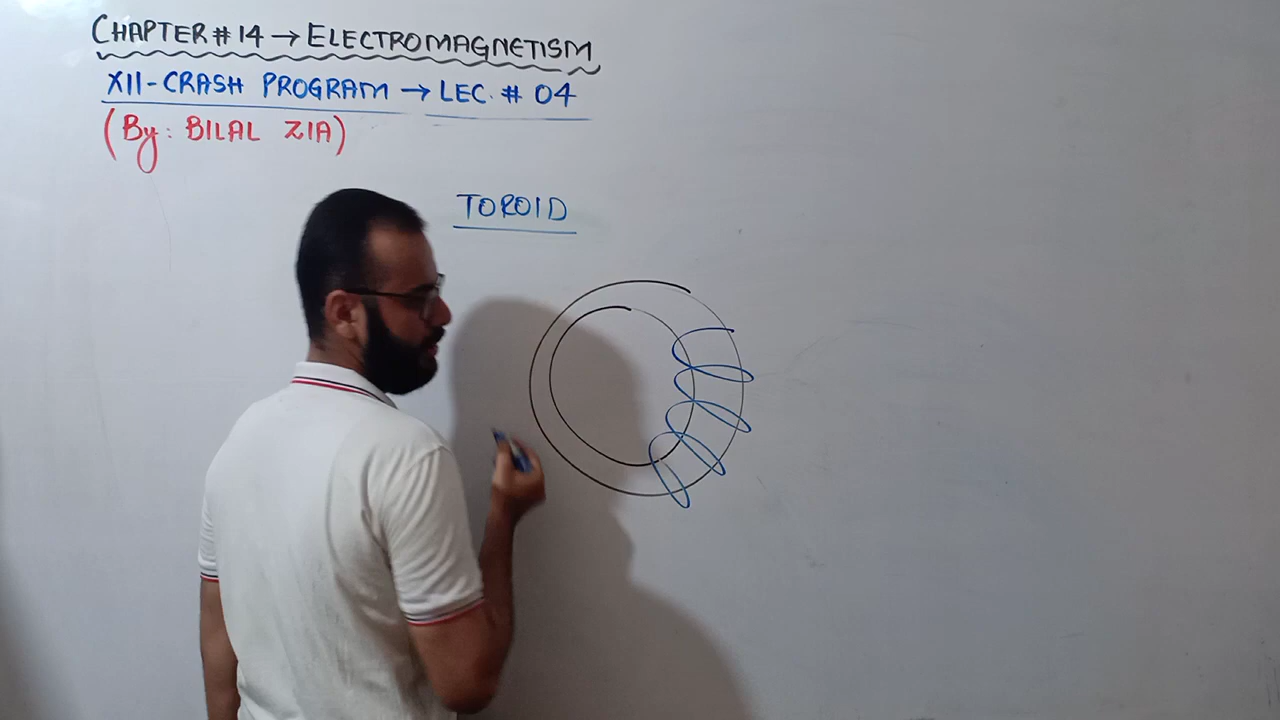 CHAPTER # 14 → ELECTROMAGNETISM
XII-CRASH PROGRAM → LEC. # 04
(By: BILAL ZIA)
TOROID